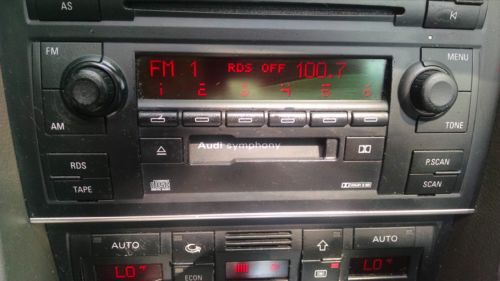 AS
FM
MENU
FM 1 RDS OFF 100.7
1 2 3 4 5 6
AM
TONE
Audi symphony
RDS
P.SCAN
TAPE
SCAN
AUTO
AUTO
LO
LO
ECON